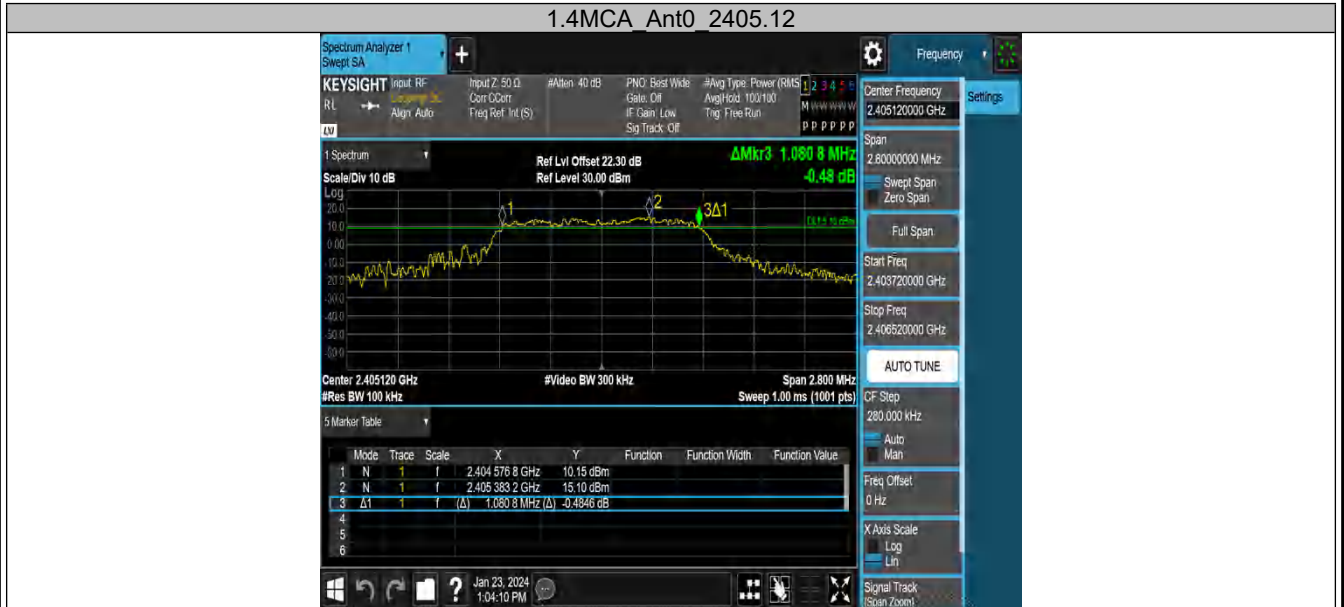 1.4MCA_Ant0_2405.12
Spectrum Analyzer 1
Swept SA
+
Frequency
KEYSIGHT Input: RF
RL
Align: Auto
LXI
Input Z: 50 Ω
Corr CCorr
Freq Ref: Int (S)
#Atten: 40 dB
PNO: Best Wide
Gate: Off
IF Gain: Low
Sig Track: Off
#Avg Type: Power (RMS
Avg|Hold: 100/100
Trig: Free Run
1 2 3 4 5 6
M W W W W W
P P P P P P
Center Frequency
2.405120000 GHz
Settings
Span
2.80000000 MHz
Swept Span
Zero Span
Full Span
Start Freq
2.403720000 GHz
Stop Freq
2.406520000 GHz
AUTO TUNE
CF Step
280.000 kHz
Auto
Man
Freq Offset
0 Hz
X Axis Scale
Log
Lin
Signal Track
(Span Zoom)
1 Spectrum
Scale/Div 10 dB
Ref Lvl Offset 22.30 dB
Ref Level 30.00 dBm
ΔMkr3 1.080 8 MHz
-0.48 dB
Log
20.0
10.0
0.00
-10.0
-20.0
-30.0
-40.0
-50.0
-60.0
1
2
3Δ1
Center 2.405120 GHz
#Res BW 100 kHz
#Video BW 300 kHz
Span 2.800 MHz
Sweep 1.00 ms (1001 pts)
5 Marker Table
Mode Trace Scale X Y Function Function Width Function Value
1 N 1 f 2.404 576 8 GHz 10.15 dBm
2 N 1 f 2.405 383 2 GHz 15.10 dBm
3 Δ1 1 f (Δ) 1.080 8 MHz (Δ) -0.4846 dB
4
5
6
?
Jan 23, 2024
1:04:10 PM